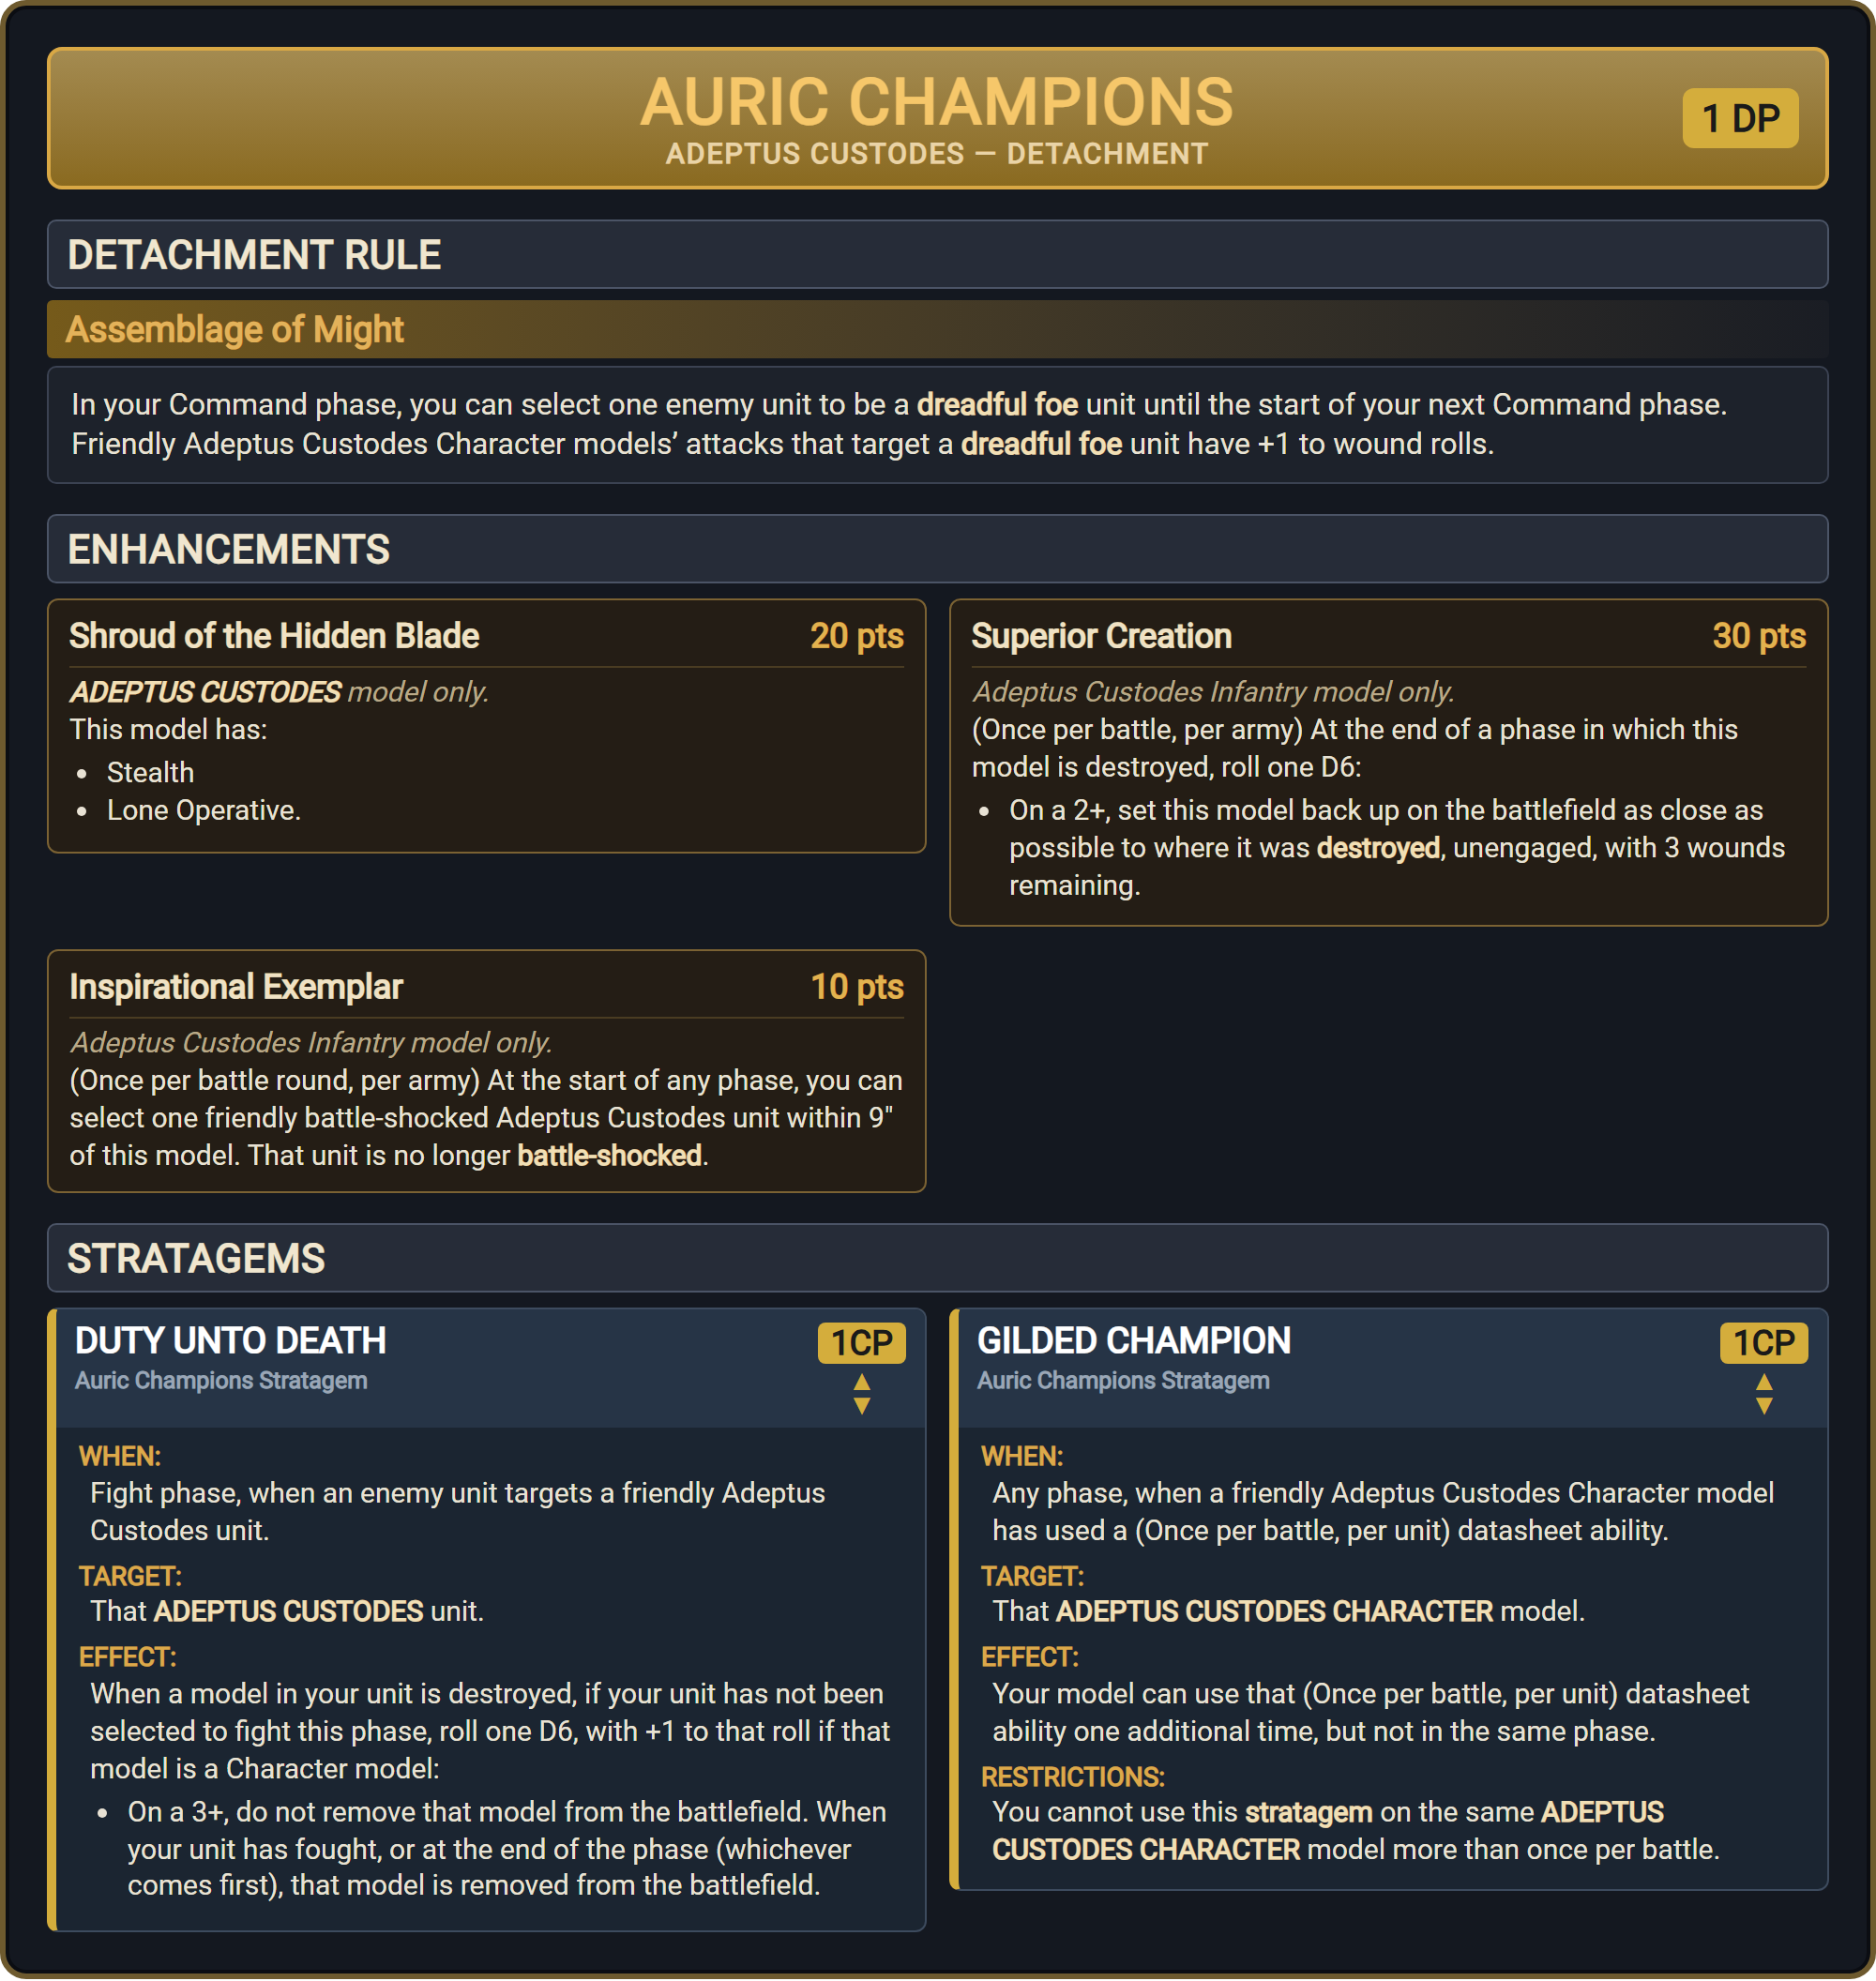 AURIC CHAMPIONS
ADEPTUS CUSTODES — DETACHMENT
1 DP
DETACHMENT RULE
Assemblage of Might
In your Command phase, you can select one enemy unit to be a dreadful foe unit until the start of your next Command phase.
Friendly Adeptus Custodes Character models’ attacks that target a dreadful foe unit have +1 to wound rolls.
ENHANCEMENTS
Shroud of the Hidden Blade
20 pts
ADEPTUS CUSTODES model only.
This model has:
• Stealth
• Lone Operative.
Superior Creation
30 pts
Adeptus Custodes Infantry model only.
(Once per battle, per army) At the end of a phase in which this
model is destroyed, roll one D6:
• On a 2+, set this model back up on the battlefield as close as
possible to where it was destroyed, unengaged, with 3 wounds
remaining.
Inspirational Exemplar
10 pts
Adeptus Custodes Infantry model only.
(Once per battle round, per army) At the start of any phase, you can
select one friendly battle-shocked Adeptus Custodes unit within 9"
of this model. That unit is no longer battle-shocked.
STRATAGEMS
DUTY UNTO DEATH
1CP
Auric Champions Stratagem
▲
▼
WHEN:
Fight phase, when an enemy unit targets a friendly Adeptus
Custodes unit.
TARGET:
That ADEPTUS CUSTODES unit.
EFFECT:
When a model in your unit is destroyed, if your unit has not been
selected to fight this phase, roll one D6, with +1 to that roll if that
model is a Character model:
• On a 3+, do not remove that model from the battlefield. When
your unit has fought, or at the end of the phase (whichever
comes first), that model is removed from the battlefield.
GILDED CHAMPION
1CP
Auric Champions Stratagem
▲
▼
WHEN:
Any phase, when a friendly Adeptus Custodes Character model
has used a (Once per battle, per unit) datasheet ability.
TARGET:
That ADEPTUS CUSTODES CHARACTER model.
EFFECT:
Your model can use that (Once per battle, per unit) datasheet
ability one additional time, but not in the same phase.
RESTRICTIONS:
You cannot use this stratagem on the same ADEPTUS
CUSTODES CHARACTER model more than once per battle.